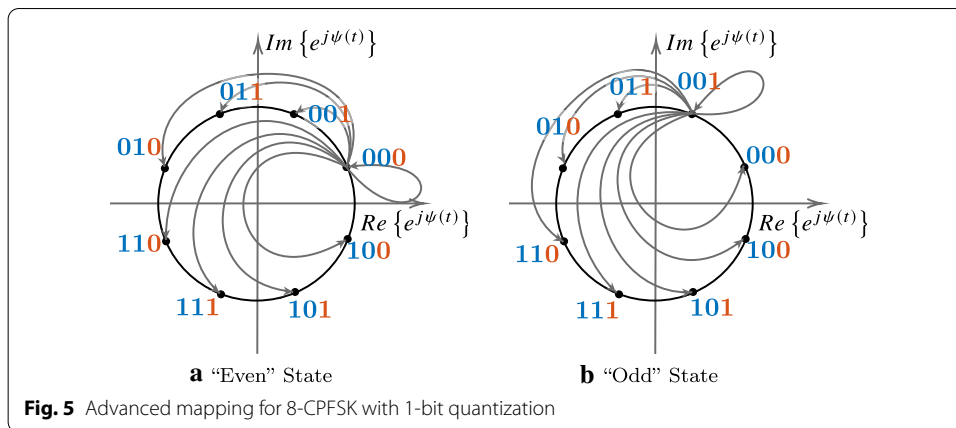 Im {e^{jψ(t)}}
011
001
010
000
Re {e^{jψ(t)}}
110
100
111
101
a "Even" State
Im {e^{jψ(t)}}
011
001
010
000
Re {e^{jψ(t)}}
110
100
111
101
b "Odd" State
Fig. 5 Advanced mapping for 8-CPFSK with 1-bit quantization